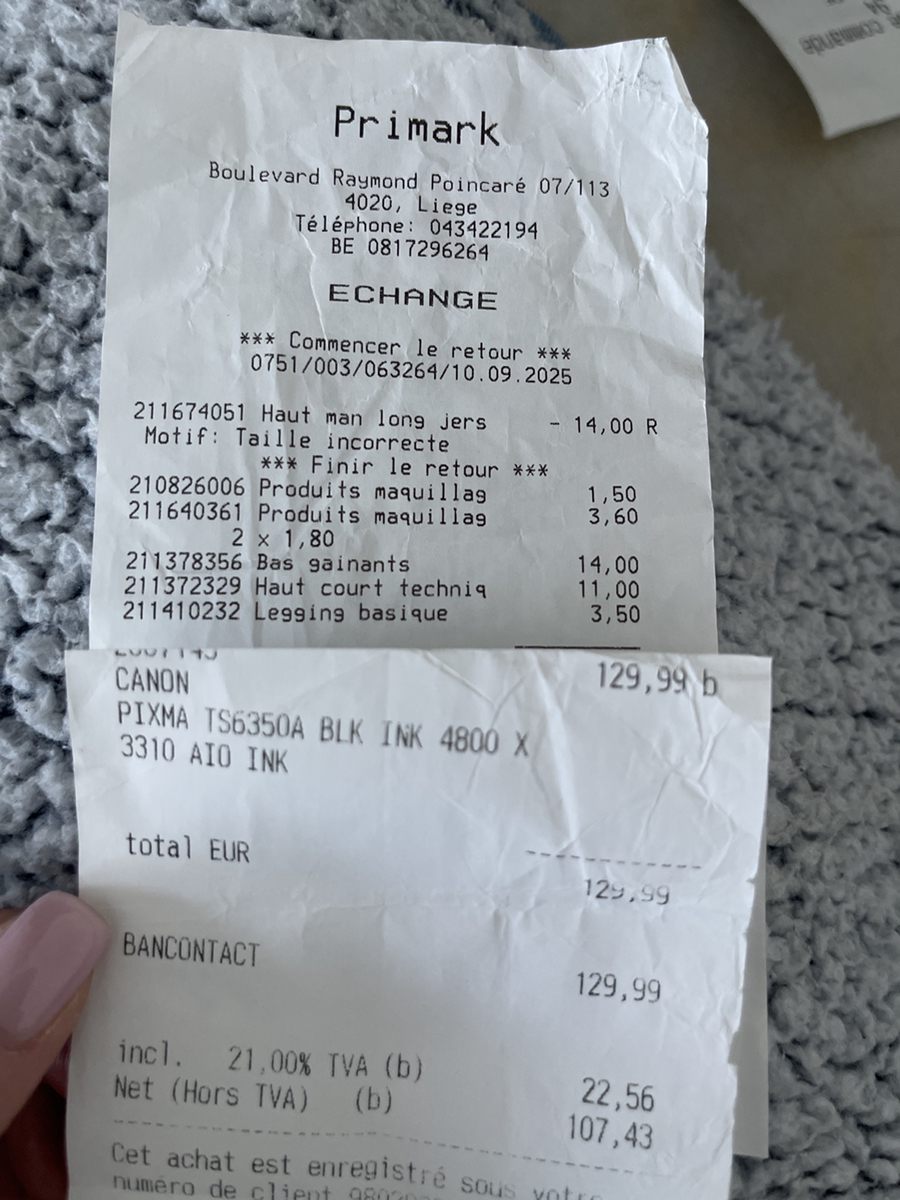 commande
Primark
Boulevard Raymond Poincaré 07/113
4020, Liege
Téléphone: 043422194
BE 0817296264
ECHANGE
*** Commencer le retour ***
0751/003/063264/10.09.2025
211674051 Haut man long jers - 14,00 R
Motif: Taille incorrecte
*** Finir le retour ***
210826006 Produits maquillag 1,50
211640361 Produits maquillag 3,60
2 x 1,80
211378356 Bas gainants 14,00
211372329 Haut court techniq 11,00
211410232 Legging basique 3,50
CANON 129,99 b
PIXMA TS6350A BLK INK 4800 X
3310 AIO INK
total EUR
129,99
BANCONTACT
129,99
incl. 21,00% TVA (b) 22,56
Net (Hors TVA) (b) 107,43
Cet achat est enregistré sous votre
numéro de client